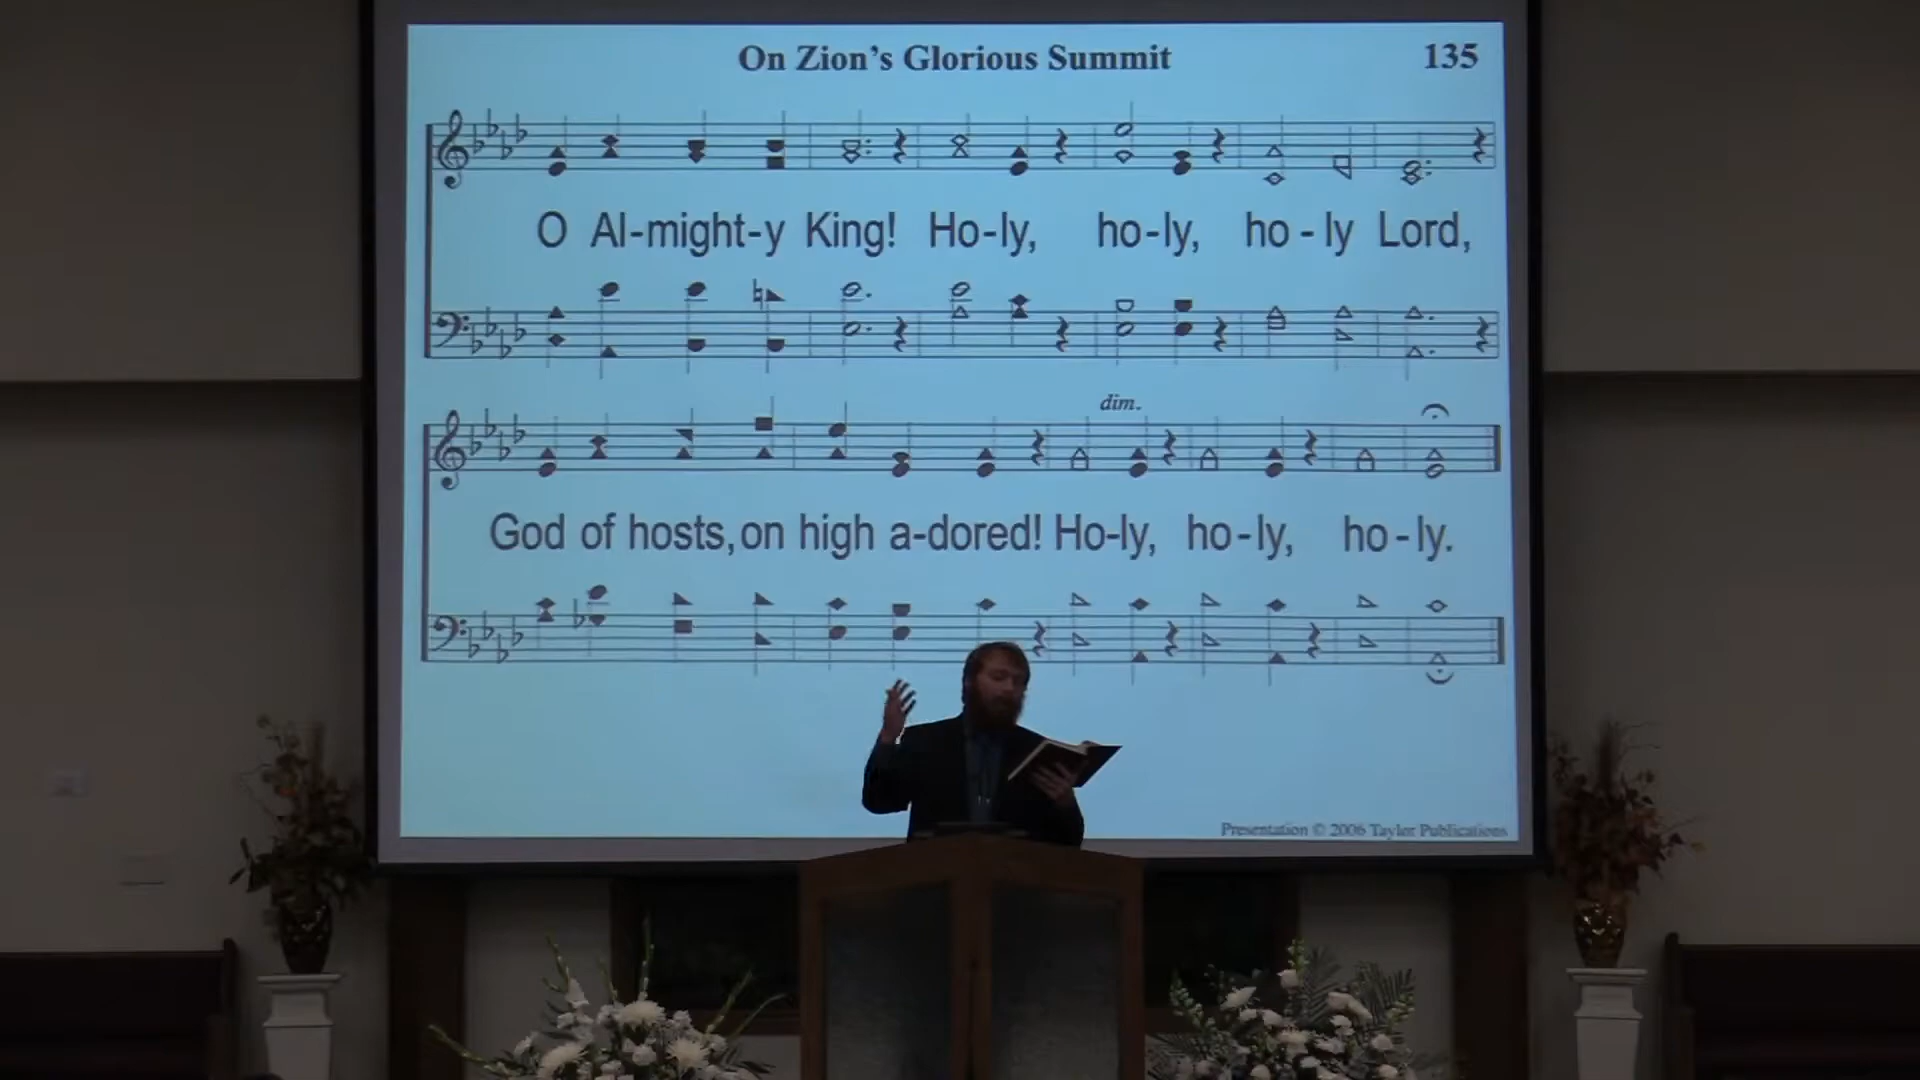 On Zion's Glorious Summit 135
O Al-might-y King! Ho-ly, ho-ly, ho-ly Lord,
dim.
God of hosts, on high a-dored! Ho-ly, ho-ly, ho-ly.
Presentation © 2006 Taylor Publications